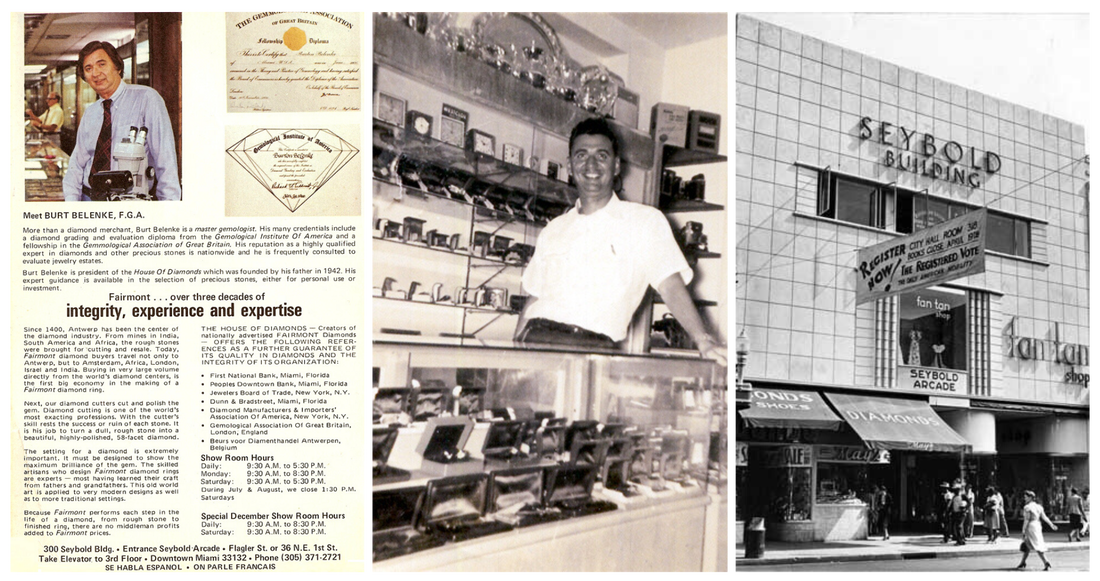 THE GEMMOLOGICAL ASSOCIATION
OF GREAT BRITAIN
Fellowship Diploma
Gemological Institute of America
Meet BURT BELENKE, F.G.A.
More than a diamond merchant, Burt Belenke is a master gemologist. His many credentials include
a diamond grading and evaluation diploma from the Gemological Institute Of America and a
fellowship in the Gemmological Association of Great Britain. His reputation as a highly qualified
expert in diamonds and other precious stones is nationwide and he is frequently consulted to
evaluate jewelry estates.
Burt Belenke is president of the House Of Diamonds which was founded by his father in 1942. His
expert guidance is available in the selection of precious stones, either for personal use or
investment.
Fairmont . . . over three decades of
integrity, experience and expertise
Since 1400, Antwerp has been the center of
the diamond industry. From mines in India,
South America and Africa, the rough stones
were brought for cutting and resale. Today,
Fairmont diamond buyers travel not only to
Antwerp, but to Amsterdam, Africa, London,
Israel and India. Buying in very large volume
directly from the world's diamond centers, is
the first big economy in the making of a
Fairmont diamond ring.
Next, our diamond cutters cut and polish the
gem. Diamond cutting is one of the world's
most exacting professions. With the cutter's
skill rests the success or ruin of each stone. It
is his job to turn a dull, rough stone into a
beautiful, highly-polished, 58-facet diamond.
The setting for a diamond is extremely
important. It must be designed to show the
maximum brilliance of the gem. The skilled
artisans who design Fairmont diamond rings
are experts — most having learned their craft
from fathers and grandfathers. This old world
art is applied to very modern designs as well
as to more traditional settings.
Because Fairmont performs each step in the
life of a diamond, from rough stone to
finished ring, there are no middleman profits
added to Fairmont prices.
THE HOUSE OF DIAMONDS — Creators of
nationally advertised FAIRMONT Diamonds
— OFFERS THE FOLLOWING REFER-
ENCES AS A FURTHER GUARANTEE OF
ITS QUALITY IN DIAMONDS AND THE
INTEGRITY OF ITS ORGANIZATION:
• First National Bank, Miami, Florida
• Peoples Downtown Bank, Miami, Florida
• Jewelers Board of Trade, New York, N.Y.
• Dunn & Bradstreet, Miami, Florida
• Diamond Manufacturers & Importers'
Association Of America, New York, N.Y.
• Gemological Association Of Great Britain,
London, England
• Beurs voor Diamenthandel Antwerpen,
Belgium
Show Room Hours
Daily: 9:30 A.M. to 5:30 P.M.
Monday: 9:30 A.M. to 8:30 P.M.
Saturday: 9:30 A.M. to 5:00 P.M.
During July & August, we close 1:30 P.M.
Saturdays
Special December Show Room Hours
Daily: 9:30 A.M. to 8:30 P.M.
Saturday: 9:30 A.M. to 8:30 P.M.
300 Seybold Bldg. • Entrance Seybold Arcade • Flagler St. or 36 N.E. 1st St.
Take Elevator to 3rd Floor • Downtown Miami 33132 • Phone (305) 371-2721
SE HABLA ESPANOL • ON PARLE FRANCAIS
SEYBOLD
BUILDING
REGISTER CITY HALL ROOM
NOW! BOOKS CLOSE APRIL
THE REGISTERED VOTE
fan tan
shop
fan tan
shop
SEYBOLD
ARCADE
SHOES
DIAMONDS
Mays